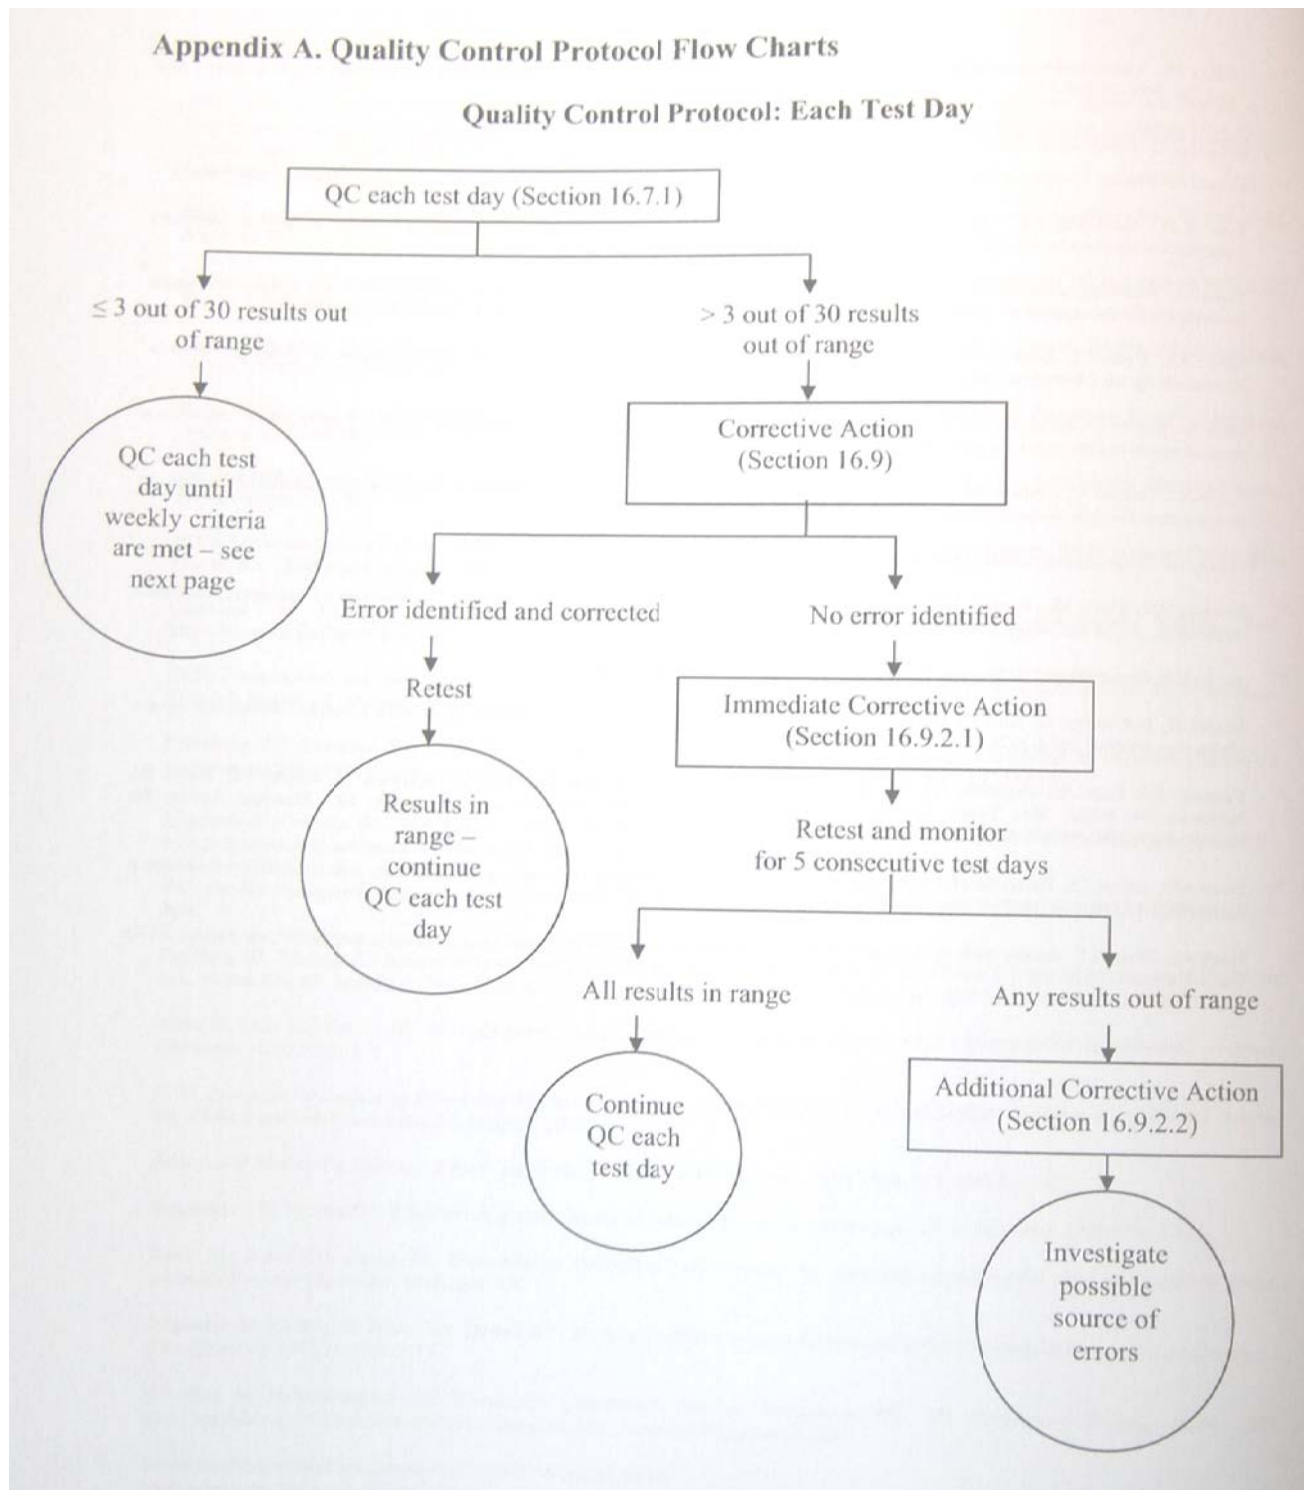 Appendix A. Quality Control Protocol Flow Charts
Quality Control Protocol: Each Test Day
QC each test day (Section 16.7.1)
≤ 3 out of 30 results out
of range
> 3 out of 30 results
out of range
QC each test
day until
weekly criteria
are met – see
next page
Corrective Action
(Section 16.9)
Error identified and corrected
No error identified
Retest
Immediate Corrective Action
(Section 16.9.2.1)
Results in
range –
continue
QC each test
day
Retest and monitor
for 5 consecutive test days
All results in range
Any results out of range
Continue
QC each
test day
Additional Corrective Action
(Section 16.9.2.2)
Investigate
possible
source of
errors